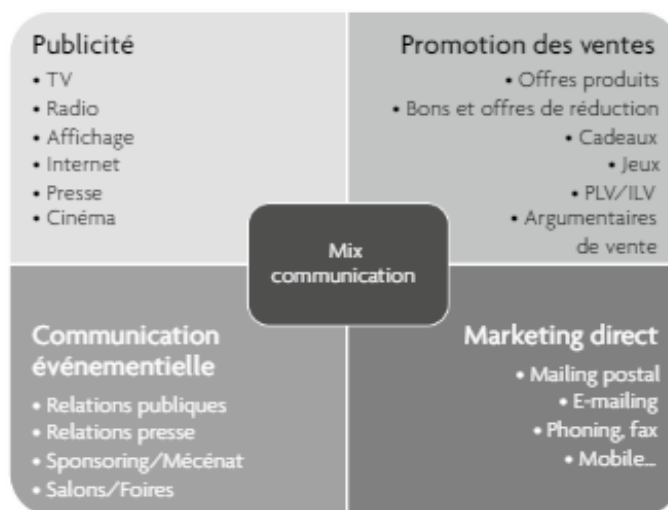 Publicité
• TV
• Radio
• Affichage
• Internet
• Presse
• Cinéma
Promotion des ventes
• Offres produits
• Bons et offres de réduction
• Cadeaux
• Jeux
• PLV/ILV
• Argumentaires
de vente
Mix
communication
Communication
événementielle
• Relations publiques
• Relations presse
• Sponsoring/Mécénat
• Salons/Foires
Marketing direct
• Mailing postal
• E-mailing
• Phoning, fax
• Mobile...